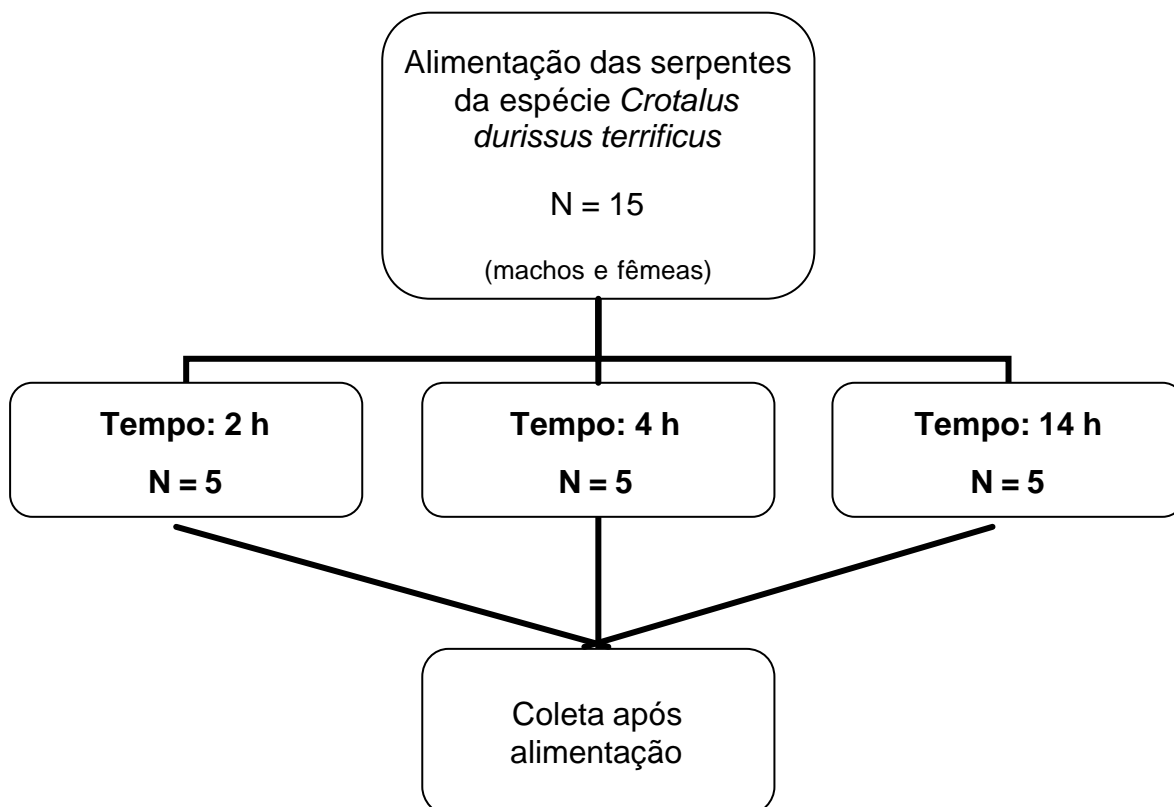 Alimentação das serpentes
da espécie Crotalus
durissus terrificus
N = 15
(machos e fêmeas)
Tempo: 2 h
N = 5
Tempo: 4 h
N = 5
Tempo: 14 h
N = 5
Coleta após
alimentação